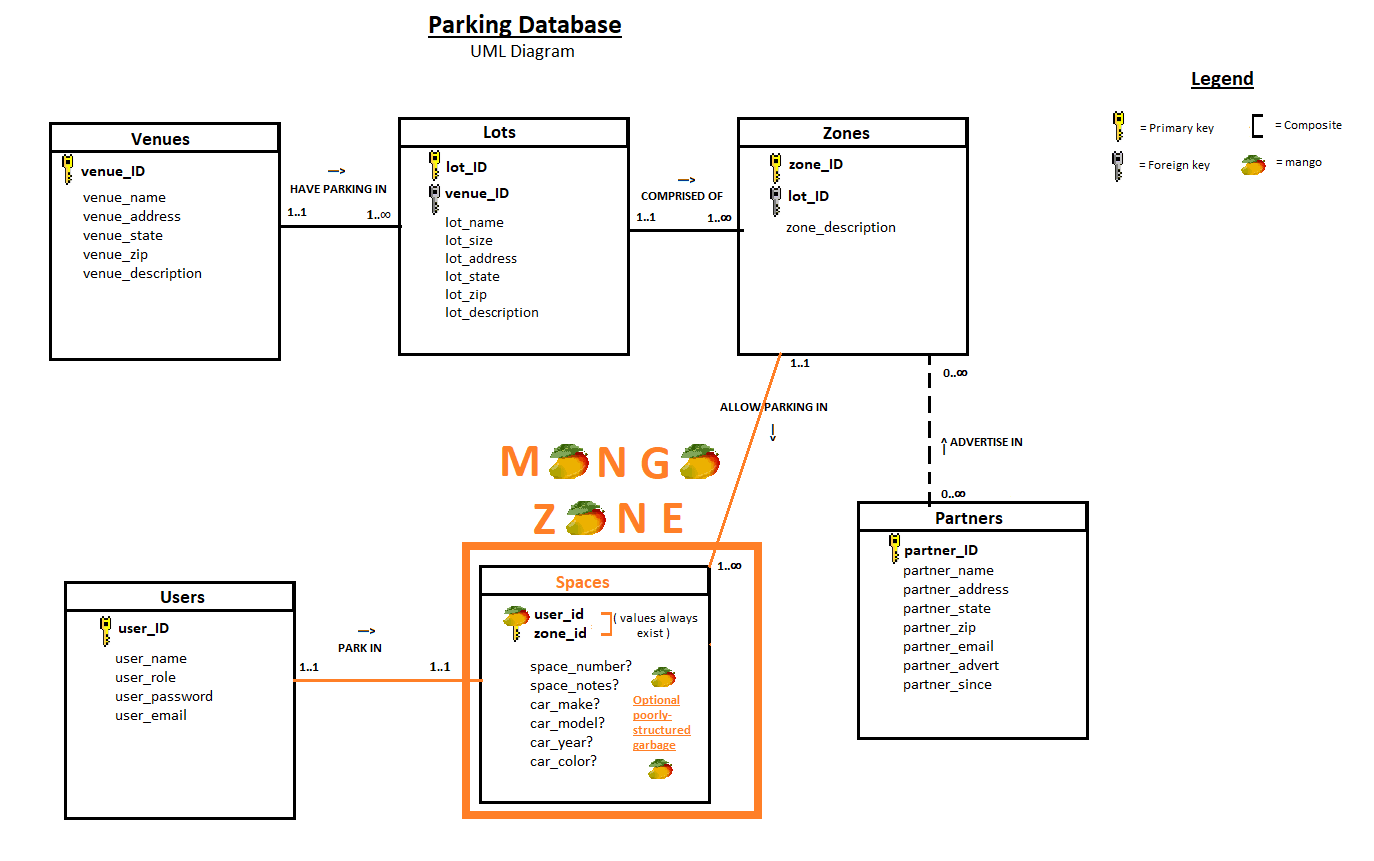 Parking Database
UML Diagram
Legend
= Primary key
= Composite
= Foreign key
= mango
Venues
venue_ID
venue_name
venue_address
venue_state
venue_zip
venue_description
—>
HAVE PARKING IN
1..1
1..∞
Lots
lot_ID
venue_ID
lot_name
lot_size
lot_address
lot_state
lot_zip
lot_description
—>
COMPRISED OF
1..1
1..∞
Zones
zone_ID
lot_ID
zone_description
1..1
ALLOW PARKING IN
0..∞
ADVERTISE IN
0..∞
M NG
Z NE
1..∞
Partners
partner_ID
partner_name
partner_address
partner_state
partner_zip
partner_email
partner_advert
partner_since
Users
user_ID
user_name
user_role
user_password
user_email
—>
PARK IN
1..1
1..1
Spaces
user_id
zone_id
( values always
exist )
space_number?
space_notes?
car_make?
car_model?
car_year?
car_color?
Optional
poorly-
structured
garbage